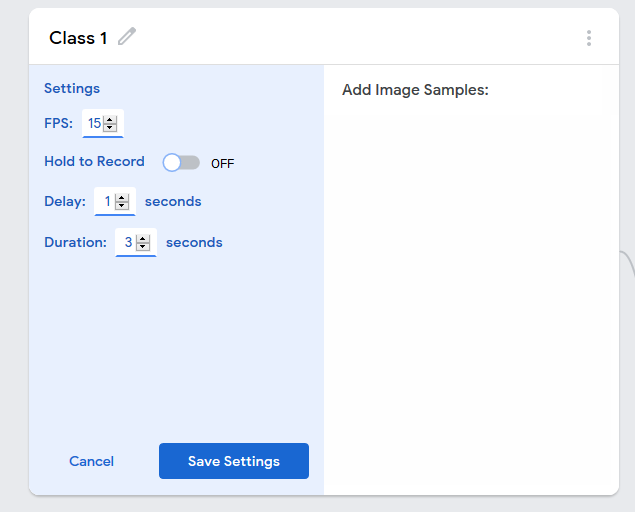 Class 1
Settings
Add Image Samples:
FPS: 15
Hold to Record OFF
Delay: 1 seconds
Duration: 3 seconds
Cancel Save Settings